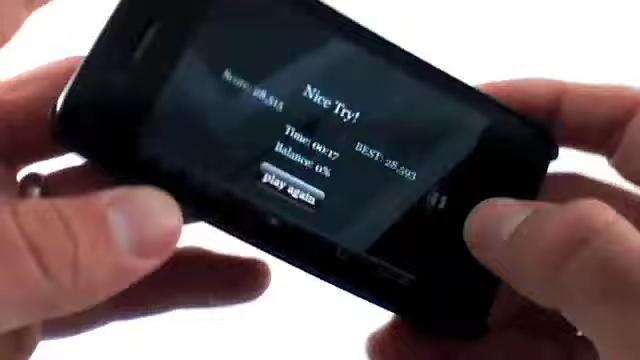 Nice Try!
Score: 28,515
Time: 00:17
BEST: 28,593
Balance: 0%
play again